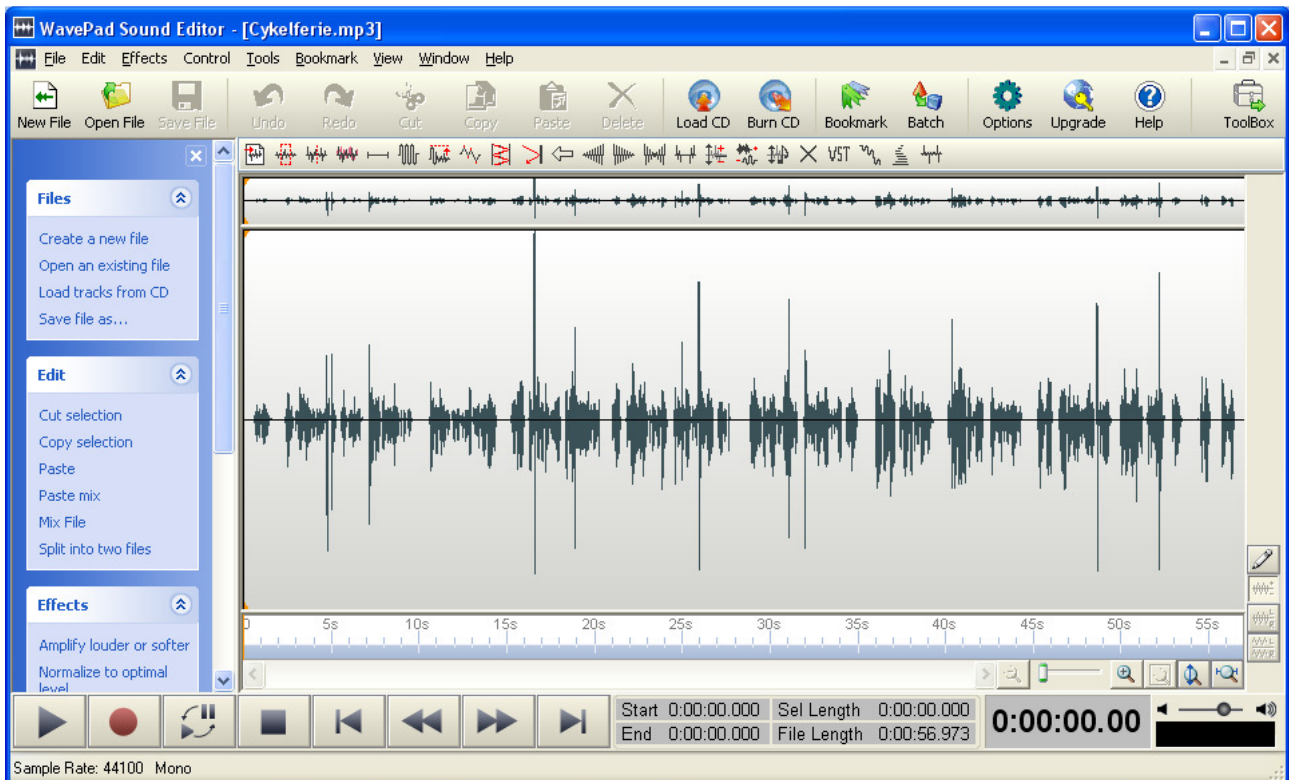 WavePad Sound Editor - [Cykelferie.mp3]
File Edit Effects Control Tools Bookmark View Window Help
New File Open File Save File Undo Redo Cut Copy Paste Delete Load CD Burn CD Bookmark Batch Options Upgrade Help ToolBox
VST
Files
Create a new file
Open an existing file
Load tracks from CD
Save file as...
Edit
Cut selection
Copy selection
Paste
Paste mix
Mix File
Split into two files
Effects
Amplify louder or softer
Normalize to optimal
level
0 5s 10s 15s 20s 25s 30s 35s 40s 45s 50s 55s
Start 0:00:00.000 Sel Length 0:00:00.000
End 0:00:00.000 File Length 0:00:56.973
0:00:00.00
Sample Rate: 44100 Mono